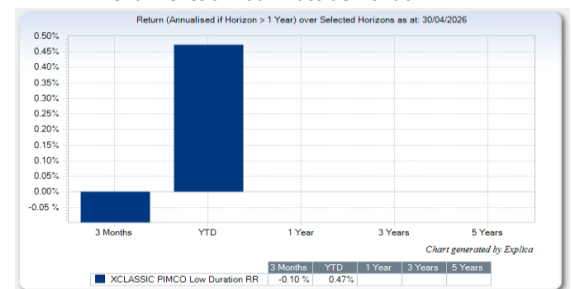 Return (Annualised if Horizon > 1 Year) over Selected Horizons as at: 30/04/2026
0.50%
0.45%
0.40%
0.35%
0.30%
0.25%
0.20%
0.15%
0.10%
0.05%
0.00%
-0.05 %
3 Months YTD 1 Year 3 Years 5 Years
Chart generated by Explica
3 Months YTD 1 Year 3 Years 5 Years
XCLASSIC PIMCO Low Duration RR -0.10 % 0.47%